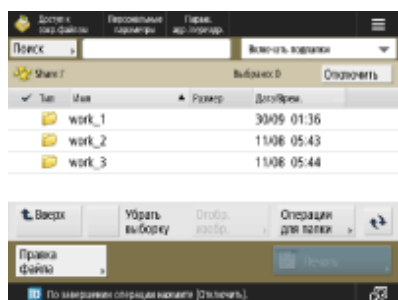 Доступ к Персональные Парам.
сохр. файлам параметры адр./переадр.
Поиск Включить подпапки
Share:/ Выбрано: 0 Отключить
Тип Имя Размер Дата/Врем.
work_1 30/09 01:36
work_2 11/08 05:43
work_3 11/08 05:44
Вверх Убрать Отобр. Операции
выборку изобр. для папки
Правка Печать
файла
По завершении операции нажмите [Отключить].